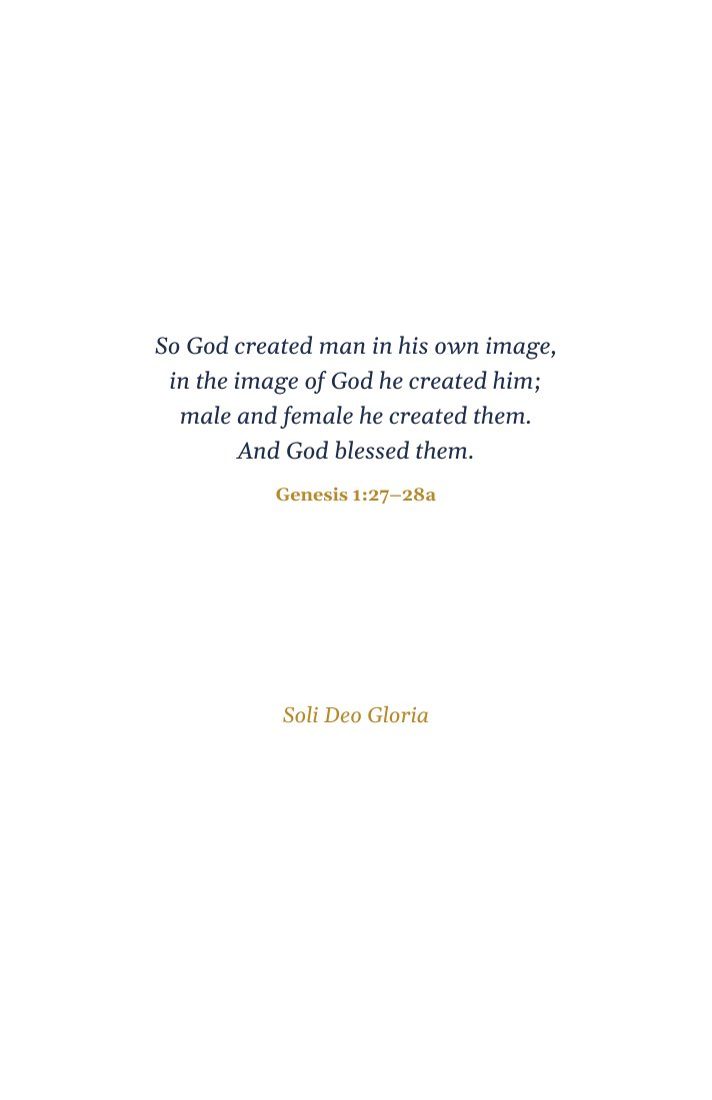 So God created man in his own image,
in the image of God he created him;
male and female he created them.
And God blessed them.
Genesis 1:27–28a
Soli Deo Gloria